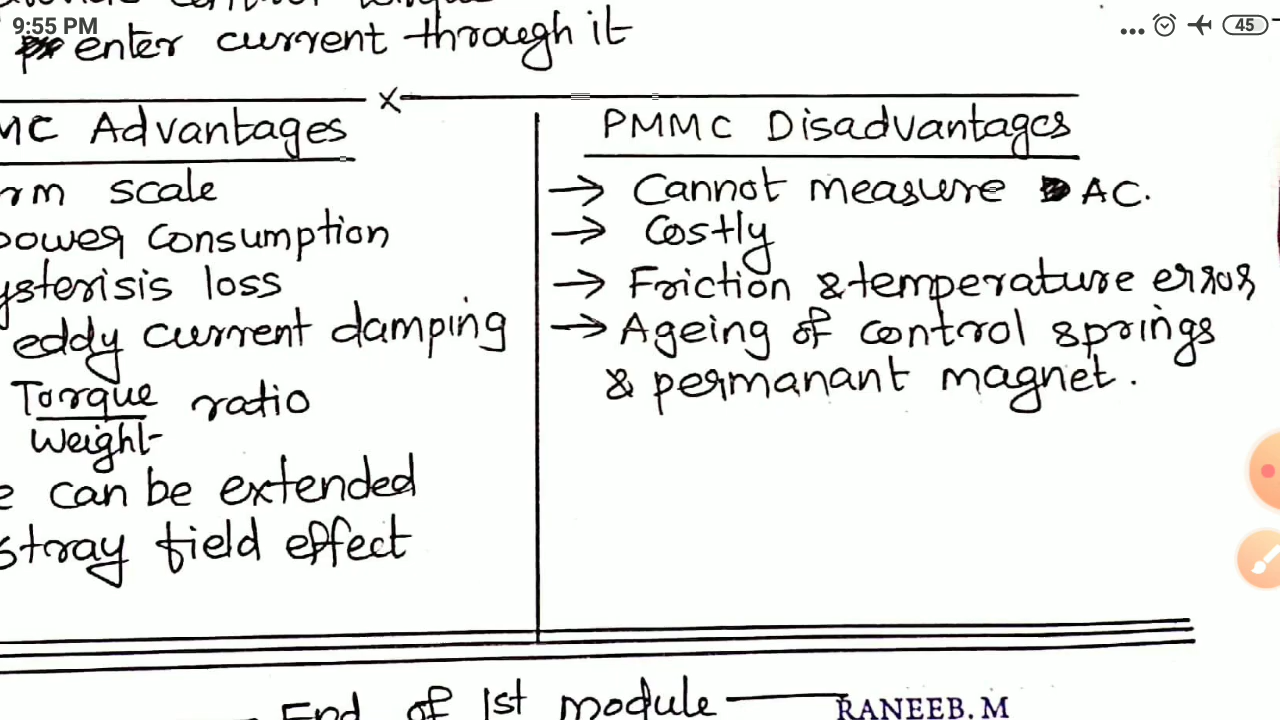 9:55 PM
45
enter current through it
x
MC Advantages
rm scale
power consumption
ysterisis loss
eddy current damping
Torque
ratio
Weight
e can be extended
stray field effect
PMMC Disadvantages
→ Cannot measure AC.
→ Costly
→ Friction & temperature error
→ Ageing of control springs
& permanant magnet.
End of 1st module
RANEEB. M